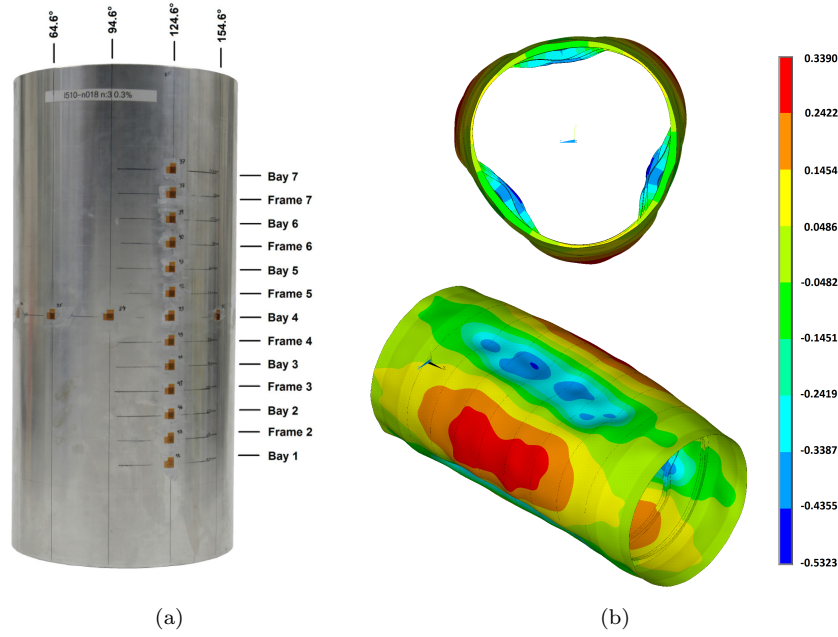 64.6°
94.6°
124.6°
154.6°
t510-n018 n:3 0.3%
Bay 7
Frame 7
Bay 6
Frame 6
Bay 5
Frame 5
Bay 4
Frame 4
Bay 3
Frame 3
Bay 2
Frame 2
Bay 1
(a)
0.3390
0.2422
0.1454
0.0486
-0.0483
-0.1451
-0.2419
-0.3387
-0.4355
-0.5323
(b)